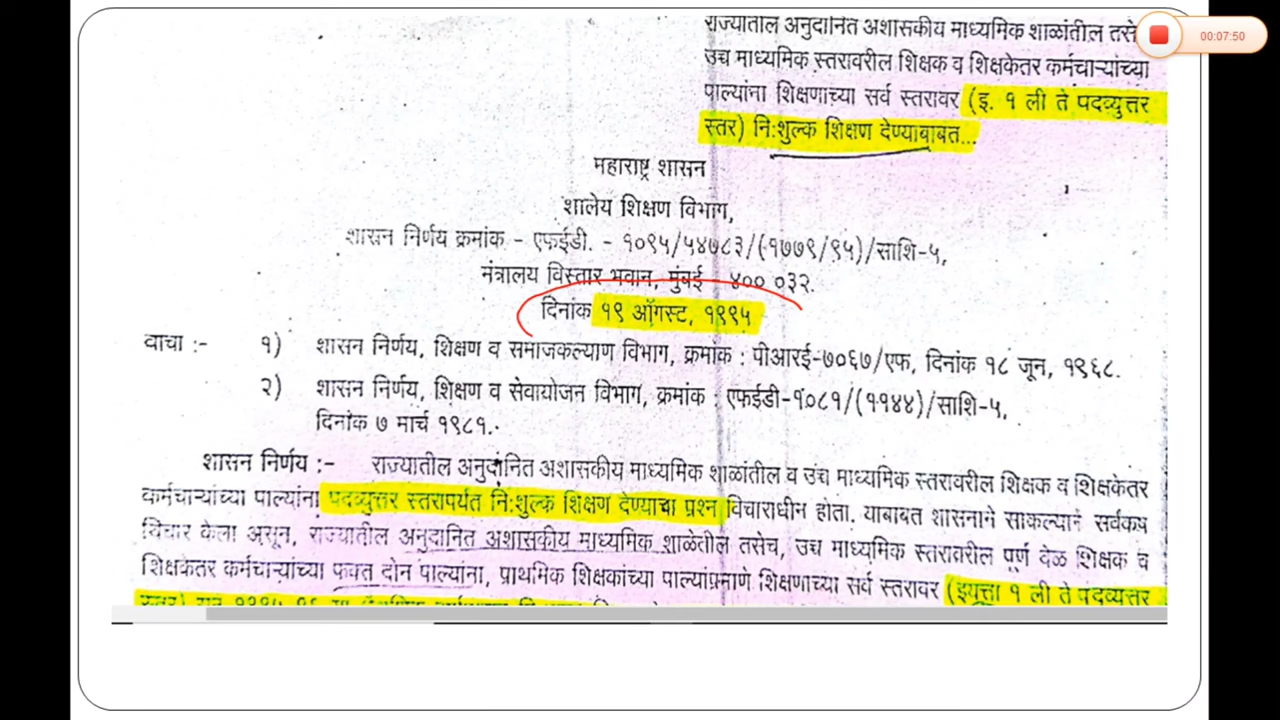 राज्यातील अनुदानित अशासकीय माध्यमिक शाळांतील तसे
00:07:50
उच्च माध्यमिक स्तरावरील शिक्षक व शिक्षकेतर कर्मचाऱ्यांच्या
पाल्यांना शिक्षणाच्या सर्व स्तरावर (इ. १ ली ते पदव्युत्तर
स्तर) नि:शुल्क शिक्षण देण्याबाबत...
महाराष्ट्र शासन
शालेय शिक्षण विभाग,
शासन निर्णय क्रमांक - एफईडी. - १०९५/५४७८३/(१७७९/९५)/साशि-५,
मंत्रालय विस्तार भवन, मुंबई - ४०० ०३२.
दिनांक १९ ऑगस्ट, १९९५
वाचा :- १) शासन निर्णय, शिक्षण व समाजकल्याण विभाग, क्रमांक : पीआरई-७०६७/एफ, दिनांक १८ जून, १९६८.
२) शासन निर्णय, शिक्षण व सेवायोजन विभाग, क्रमांक : एफईडी-१०८१/(११४४)/साशि-५,
दिनांक ७ मार्च १९८१.
शासन निर्णय :- राज्यातील अनुदानित अशासकीय माध्यमिक शाळांतील व उच्च माध्यमिक स्तरावरील शिक्षक व शिक्षकेतर
कर्मचाऱ्यांच्या पाल्यांना पदव्युत्तर स्तरापर्यंत नि:शुल्क शिक्षण देण्याचा प्रश्न विचाराधीन होता. याबाबत शासनाने साकल्याने सर्वकष
विचार केला असून, राज्यातील अनुदानित अशासकीय माध्यमिक शाळेतील तसेच, उच्च माध्यमिक स्तरावरील पूर्ण वेळ शिक्षक व
शिक्षकेतर कर्मचाऱ्यांच्या फक्त दोन पाल्यांना, प्राथमिक शिक्षकांच्या पाल्यांप्रमाणे शिक्षणाच्या सर्व स्तरावर (इयत्ता १ ली ते पदव्युत्तर